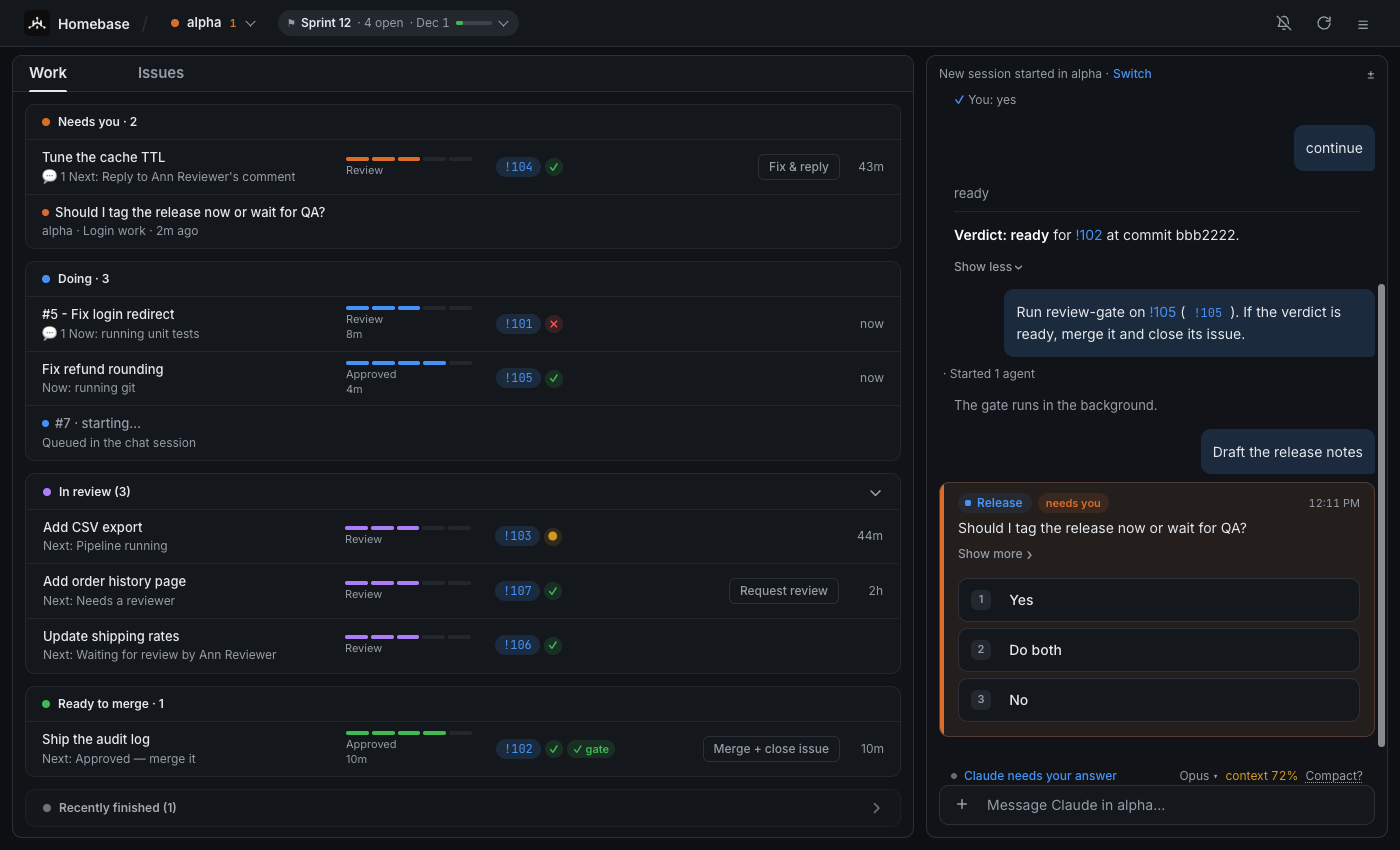 Homebase / alpha 1 Sprint 12 · 4 open · Dec 1
Work Issues
Needs you · 2
Tune the cache TTL
💬 1 Next: Reply to Ann Reviewer's comment
Review
!104
Fix & reply
43m
Should I tag the release now or wait for QA?
alpha · Login work · 2m ago
Doing · 3
#5 - Fix login redirect
💬 1 Now: running unit tests
Review
8m
!101
now
Fix refund rounding
Now: running git
Approved
4m
!105
now
#7 · starting...
Queued in the chat session
In review (3)
Add CSV export
Next: Pipeline running
Review
!103
44m
Add order history page
Next: Needs a reviewer
Review
!107
Request review
2h
Update shipping rates
Next: Waiting for review by Ann Reviewer
Review
!106
Ready to merge · 1
Ship the audit log
Next: Approved — merge it
Approved
10m
!102
✓ gate
Merge + close issue
10m
Recently finished (1)
New session started in alpha · Switch ±
✓ You: yes
continue
ready
Verdict: ready for !102 at commit bbb2222.
Show less
Run review-gate on !105 ( !105 ). If the verdict is
ready, merge it and close its issue.
· Started 1 agent
The gate runs in the background.
Draft the release notes
Release needs you 12:11 PM
Should I tag the release now or wait for QA?
Show more ›
1 Yes
2 Do both
3 No
Claude needs your answer Opus • context 72% Compact?
+ Message Claude in alpha...